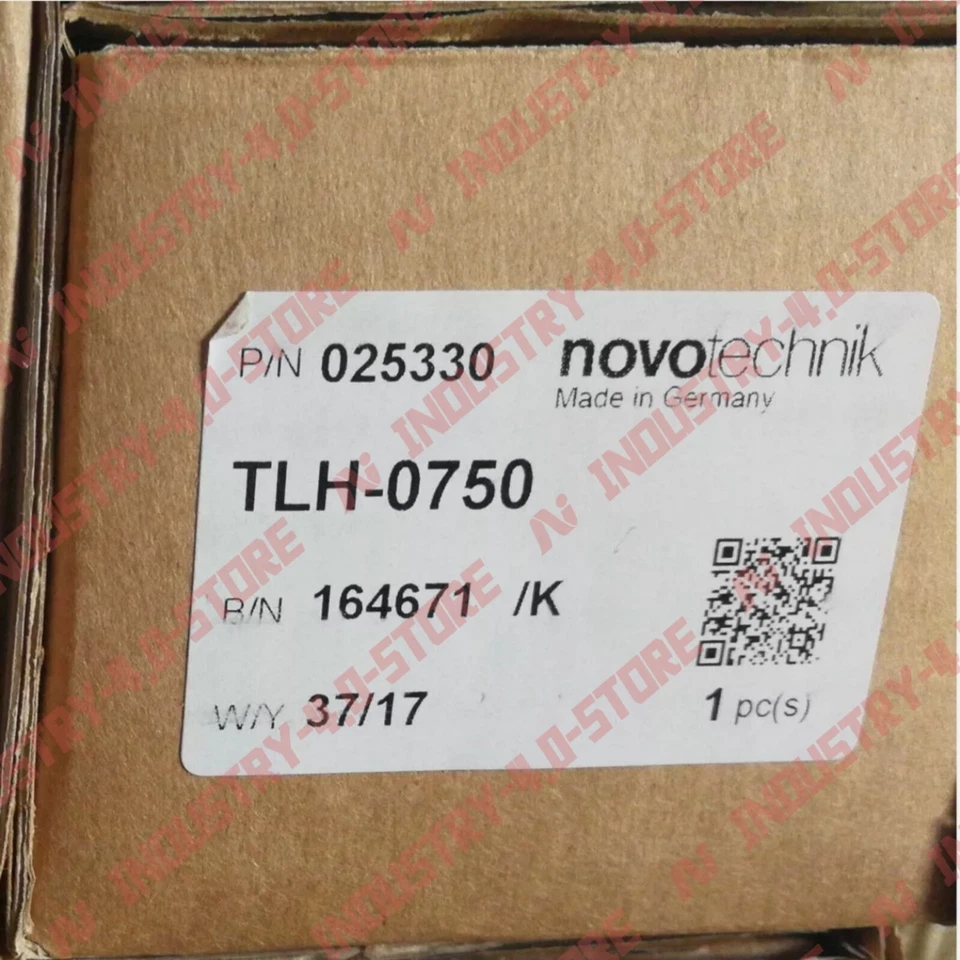 P/N 025330
novotechnik
Made in Germany
TLH-0750
B/N 164671 /K
W/Y 37/17
1 pc(s)
INDUSTRY-4.0-STORE